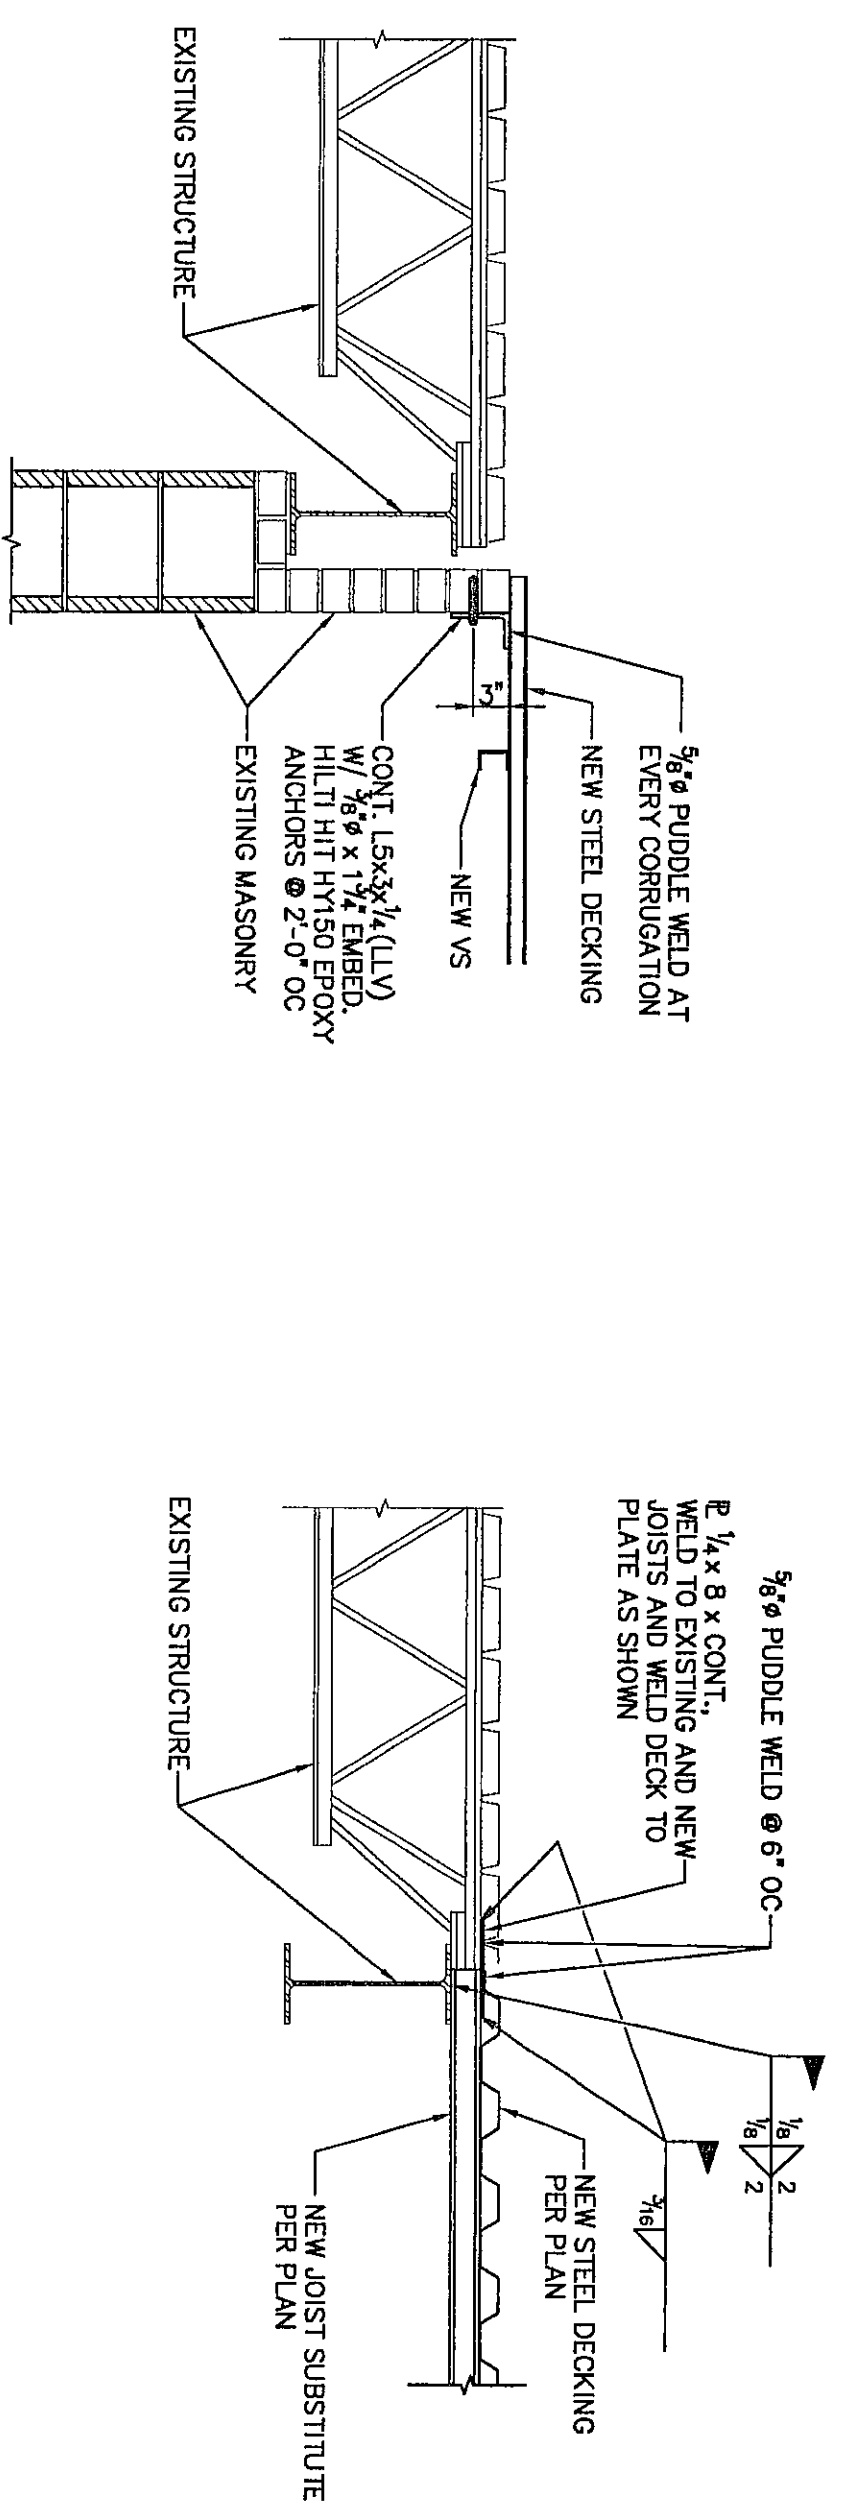 5/8"ø PUDDLE WELD AT
EVERY CORRUGATION
NEW STEEL DECKING
3"
NEW VS
CONT. L5x3x1/4(LLV)
W/ 3/8"ø x 1 3/4" EMBED.
HILTI HIT HY150 EPOXY
ANCHORS @ 2'-0" OC
EXISTING MASONRY
EXISTING STRUCTURE
5/8"ø PUDDLE WELD @ 6" OC
PL 1/4 x 8 x CONT.,
WELD TO EXISTING AND NEW
JOISTS AND WELD DECK TO
PLATE AS SHOWN
1/8 2
1/8 2
3/16
NEW STEEL DECKING
PER PLAN
NEW JOIST SUBSTITUTE
PER PLAN
EXISTING STRUCTURE